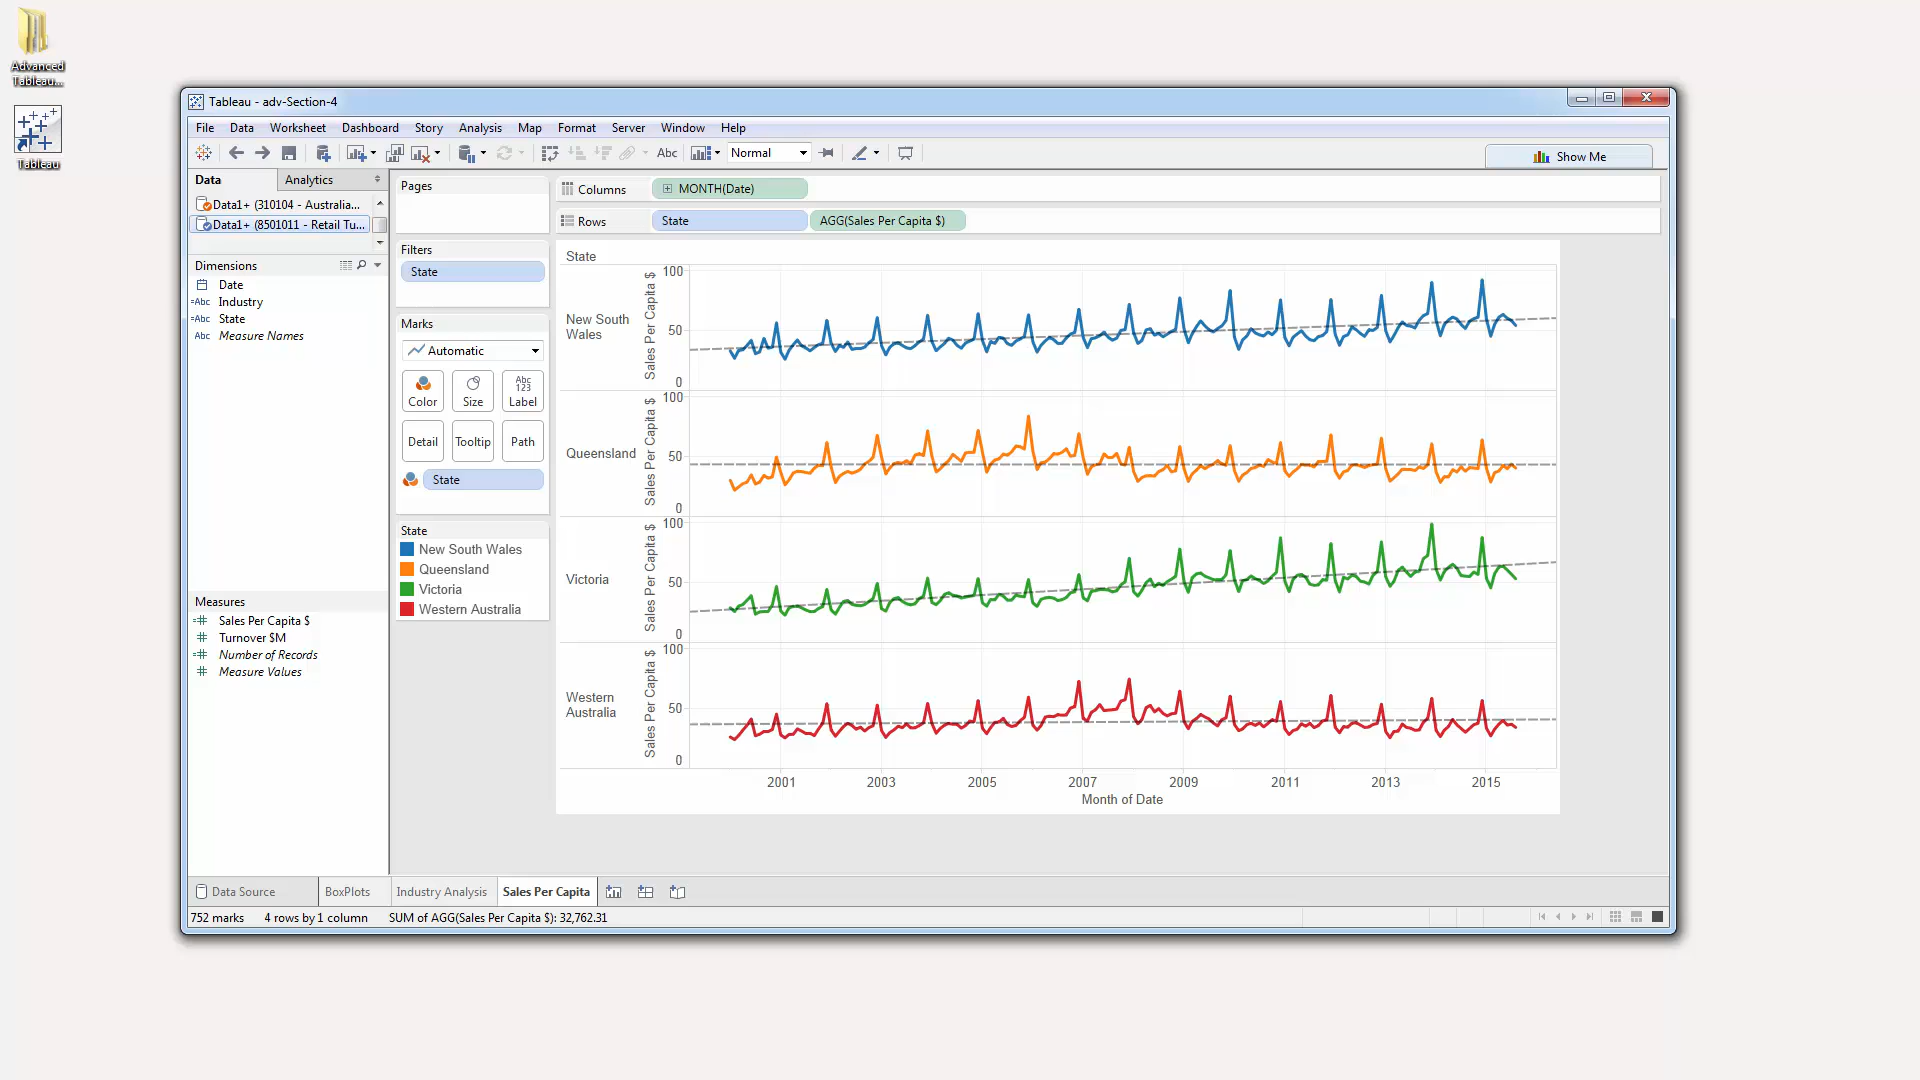 Advanced
Tableau...
Tableau
Tableau - adv-Section-4
File Data Worksheet Dashboard Story Analysis Map Format Server Window Help
Abc Normal Show Me
Data Analytics
Data1+ (310104 - Australia...
Data1+ (8501011 - Retail Tu...
Dimensions
Date
Abc Industry
Abc State
Abc Measure Names
Measures
Sales Per Capita $
Turnover $M
Number of Records
Measure Values
Pages
Filters
State
Marks
Automatic
Color Size Abc 123 Label
Detail Tooltip Path
State
State
New South Wales
Queensland
Victoria
Western Australia
Columns MONTH(Date)
Rows State AGG(Sales Per Capita $)
State
New South
Wales
Sales Per Capita $
100
50
0
Queensland
Sales Per Capita $
100
50
0
Victoria
Sales Per Capita $
100
50
0
Western
Australia
Sales Per Capita $
100
50
0
2001 2003 2005 2007 2009 2011 2013 2015
Month of Date
Data Source BoxPlots Industry Analysis Sales Per Capita
752 marks 4 rows by 1 column SUM of AGG(Sales Per Capita $): 32,762.31